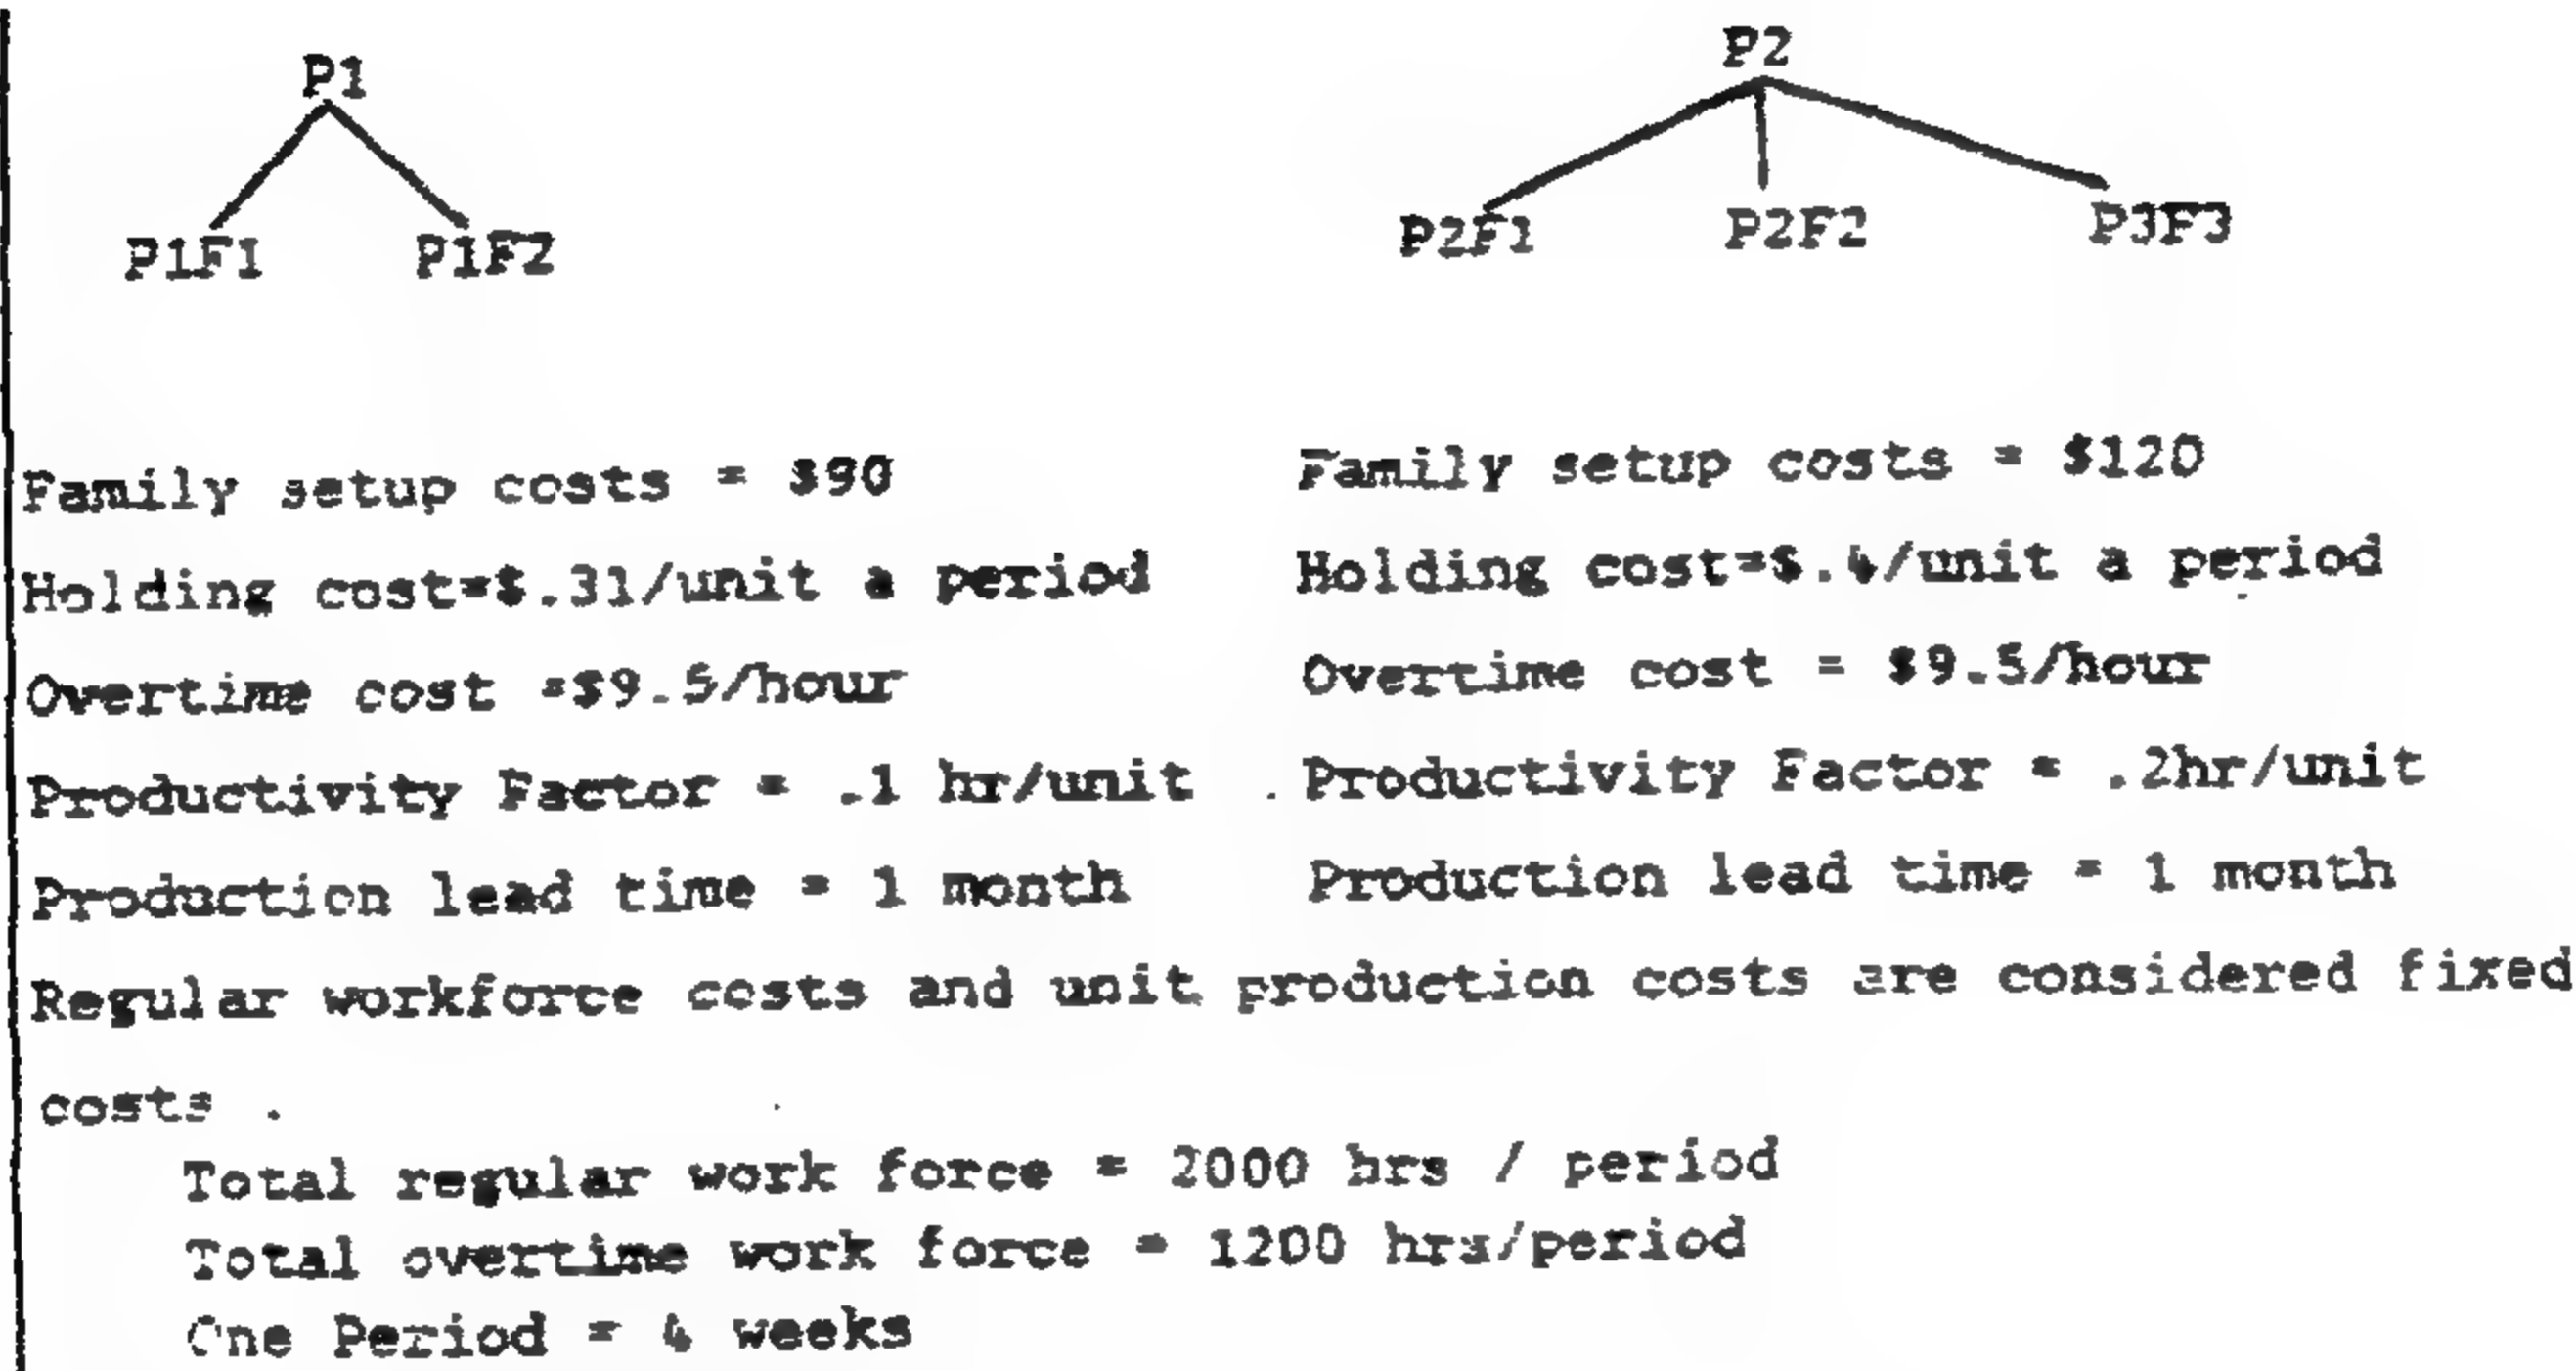 P1 P2
P1F1 P1F2 P2F1 P2F2 P3F3
Family setup costs = $90 Family setup costs = $120
Holding cost=$.31/unit a period Holding cost=$.4/unit a period
Overtime cost =$9.5/hour Overtime cost = $9.5/hour
Productivity Factor = .1 hr/unit . Productivity Factor = .2hr/unit
Production lead time = 1 month Production lead time = 1 month
Regular workforce costs and unit production costs are considered fixed
costs .
Total regular work force = 2000 hrs / period
Total overtime work force = 1200 hrs/period
One Period = 4 weeks